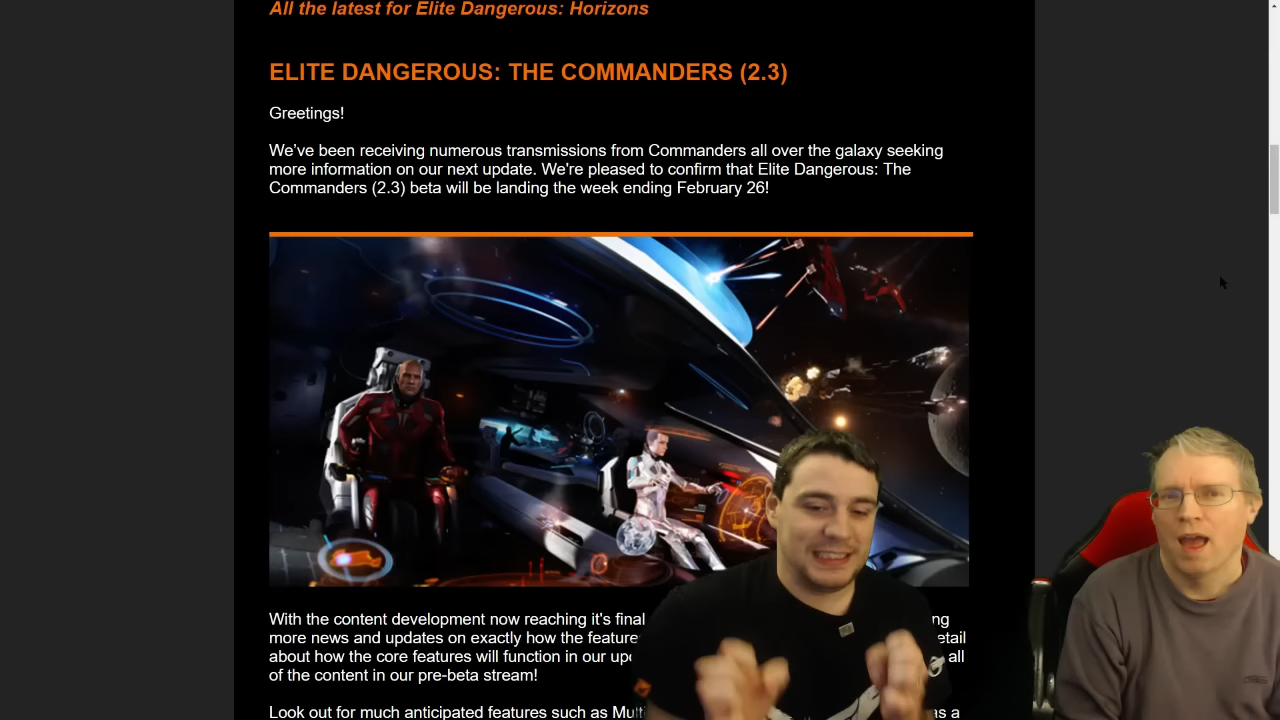 All the latest for Elite Dangerous: Horizons
ELITE DANGEROUS: THE COMMANDERS (2.3)
Greetings!
We've been receiving numerous transmissions from Commanders all over the galaxy seeking
more information on our next update. We're pleased to confirm that Elite Dangerous: The
Commanders (2.3) beta will be landing the week ending February 26!
With the content development now reaching it's final
more news and updates on exactly how the
about how the core features will function in our all
of the content in our pre-beta stream!
Look out for much anticipated features such as as a